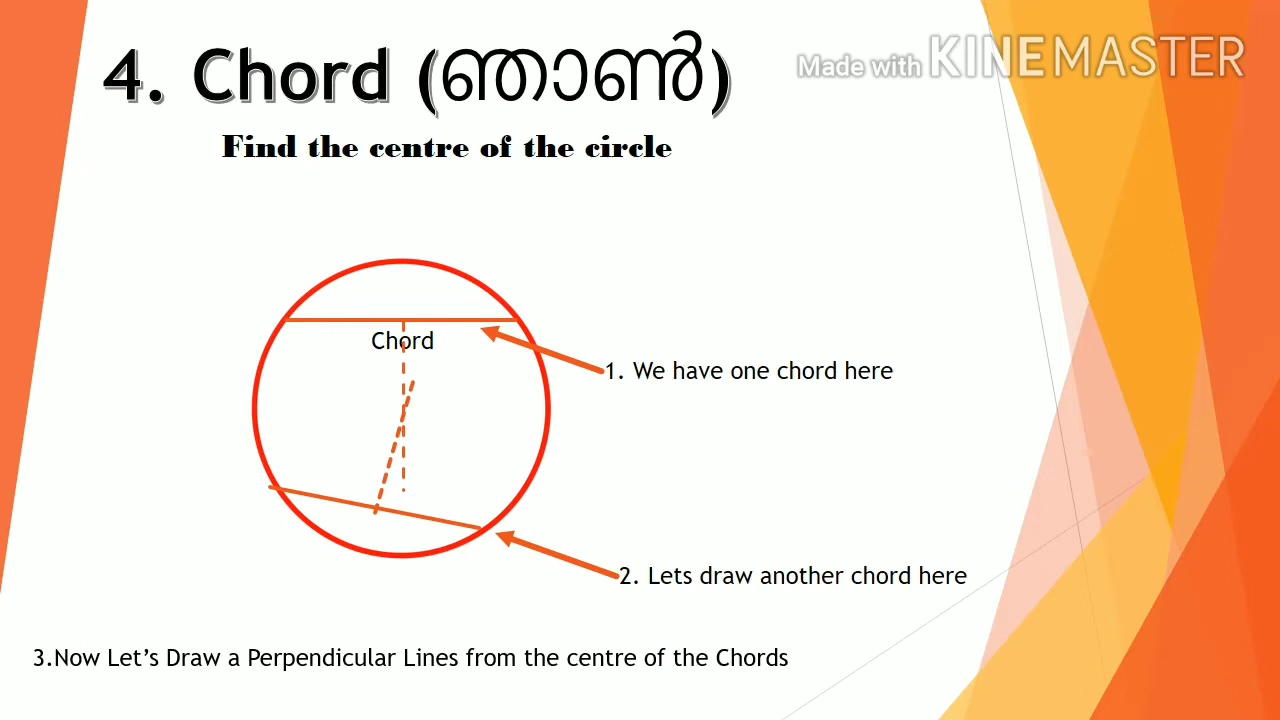 4. Chord (ഞാൺ)
Made with KINEMASTER
Find the centre of the circle
Chord
1. We have one chord here
2. Lets draw another chord here
3.Now Let’s Draw a Perpendicular Lines from the centre of the Chords